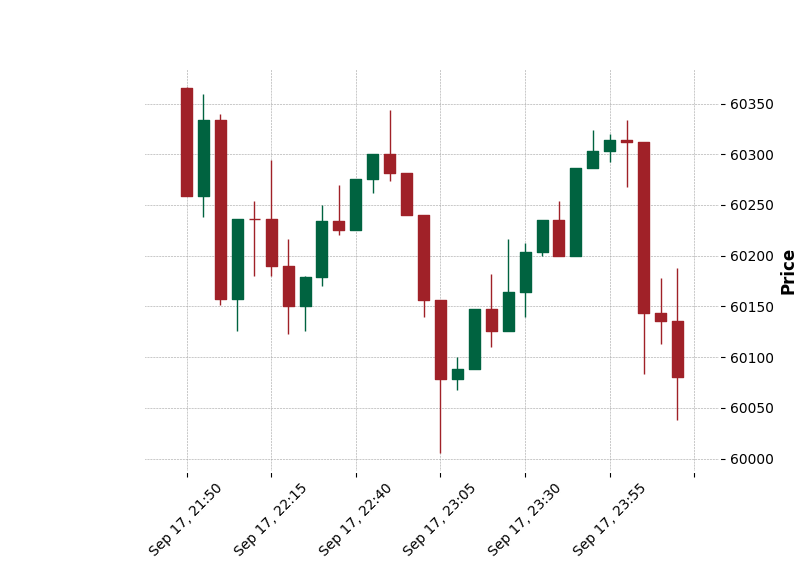 60350
60300
60250
60200
60150
60100
60050
60000
Price
Sep 17, 21:50
Sep 17, 22:15
Sep 17, 22:40
Sep 17, 23:05
Sep 17, 23:30
Sep 17, 23:55